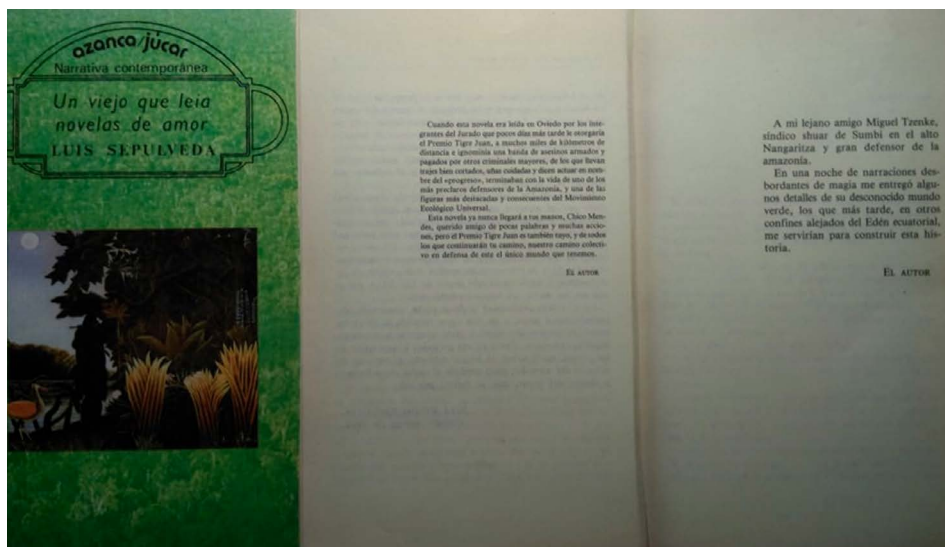 azanca/júcar
Narrativa contemporánea
Un viejo que leía
novelas de amor
LUIS SEPULVEDA
Cuando esta novela era leída en Oviedo por los inte-
grantes del Jurado que pocos días más tarde le otorgaría
el Premio Tigre Juan, a muchos miles de kilómetros de
distancia e ignominia una banda de asesinos armados y
pagados por otros criminales mayores, de los que llevan
trajes bien cortados, uñas cuidadas y dicen actuar en nom-
bre del «progreso», terminaban con la vida de uno de los
más preclaros defensores de la Amazonía, y una de las
figuras más destacadas y consecuentes del Movimiento
Ecológico Universal.
Esta novela ya nunca llegará a tus manos, Chico Men-
des, querido amigo de pocas palabras y muchas accio-
nes, pero el Premio Tigre Juan es también tuyo, y de todos
los que continuarán tu camino, nuestro camino colecti-
vo en defensa de este el único mundo que tenemos.
EL AUTOR
A mi lejano amigo Miguel Tzenke,
síndico shuar de Sumbi en el alto
Nangaritza y gran defensor de la
amazonía.
En una noche de narraciones des-
bordantes de magia me entregó algu-
nos detalles de su desconocido mundo
verde, los que más tarde, en otros
confines alejados del Edén ecuatorial,
me servirían para construir esta his-
toria.
EL AUTOR